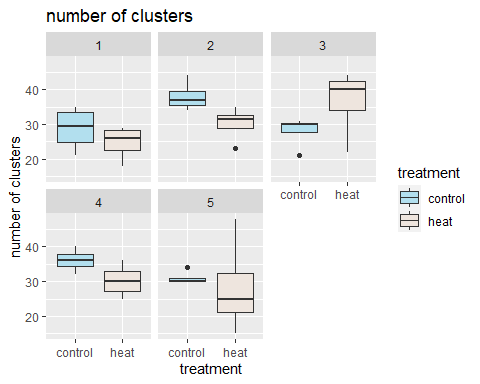 number of clusters
1 2 3
40
30
20
control heat
treatment
control
heat
number of clusters
4 5
40
30
20
control heat control heat
treatment